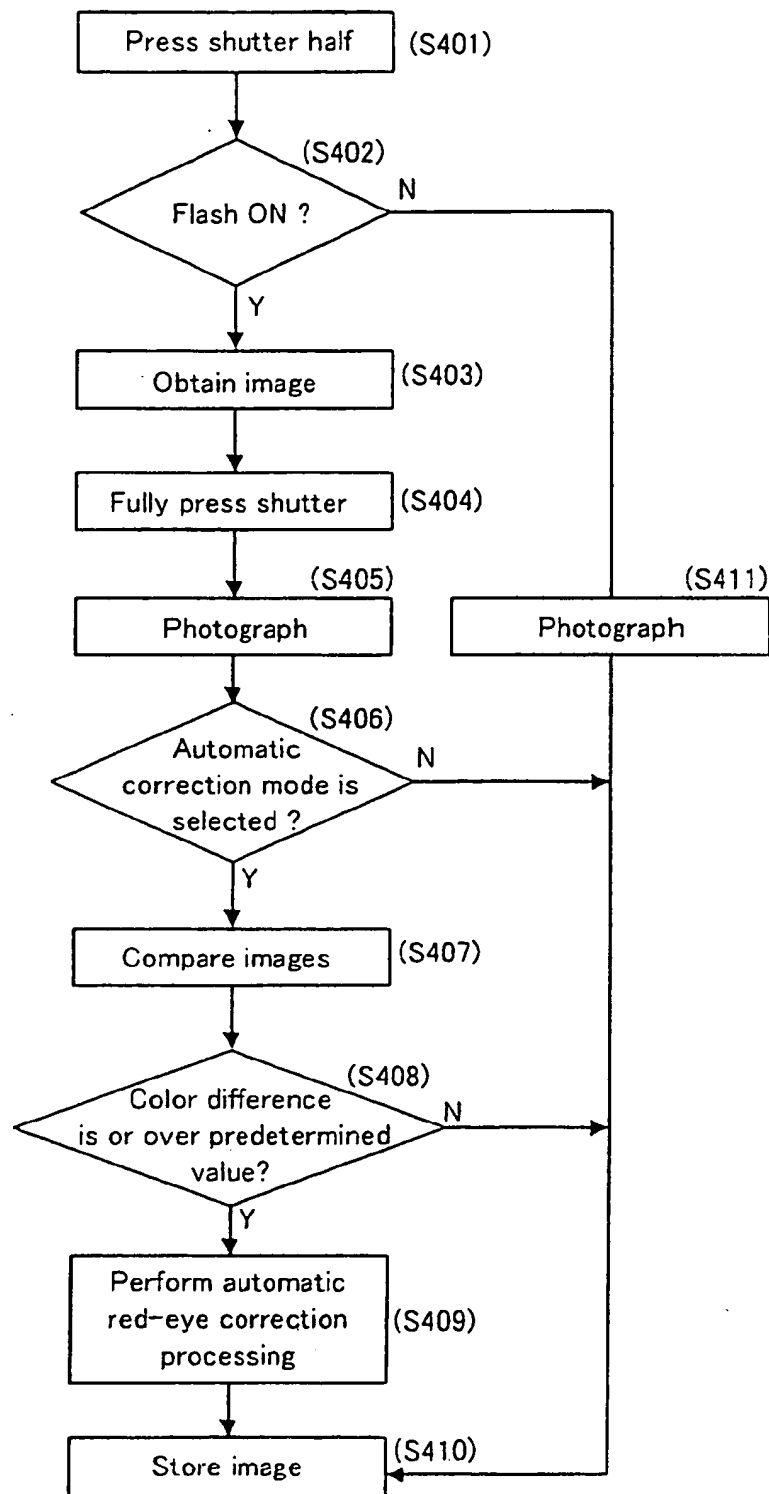 Press shutter half
(S401)
(S402)
Flash ON ?
N
Y
Obtain image
(S403)
Fully press shutter
(S404)
(S405)
Photograph
(S411)
Photograph
(S406)
Automatic
correction mode is
selected ?
N
Y
Compare images
(S407)
(S408)
Color difference
is or over predetermined
value?
N
Y
Perform automatic
red-eye correction
processing
(S409)
Store image
(S410)